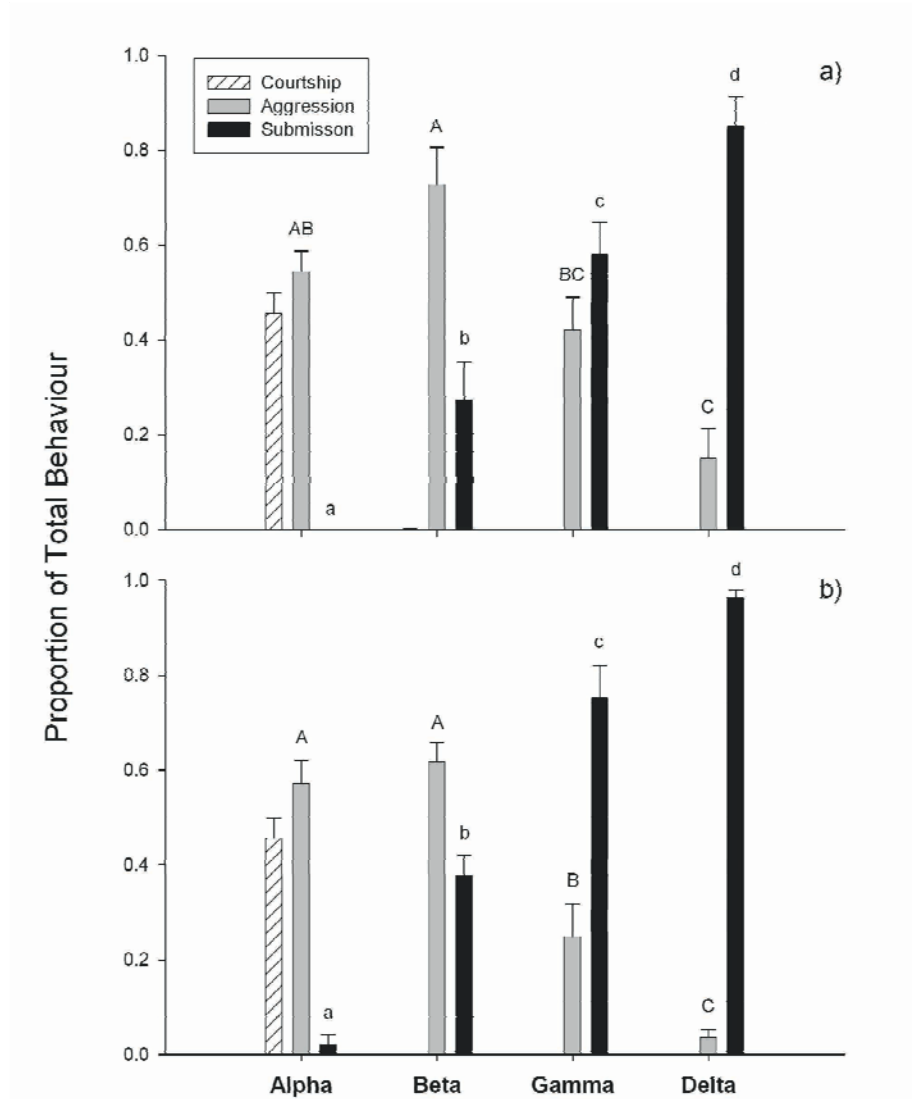 Proportion of Total Behaviour
a)
1.0
0.8
0.6
0.4
0.2
0.0
Courtship
Aggression
Submisson
AB
a
A
b
BC
c
C
d
b)
1.0
0.8
0.6
0.4
0.2
0.0
A
a
A
b
B
c
C
d
Alpha Beta Gamma Delta